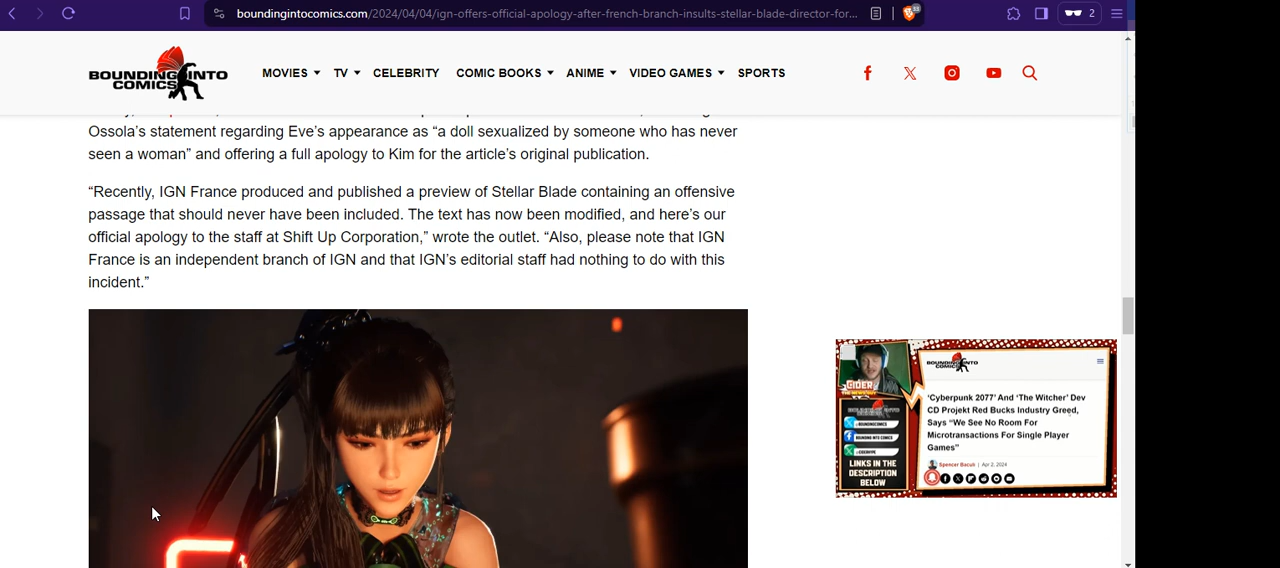 boundingintocomics.com/2024/04/04/ign-offers-official-apology-after-french-branch-insults-stellar-blade-director-for...
2
BOUNDING INTO COMICS
MOVIES TV CELEBRITY COMIC BOOKS ANIME VIDEO GAMES SPORTS
Ossola's statement regarding Eve's appearance as “a doll sexualized by someone who has never
seen a woman” and offering a full apology to Kim for the article's original publication.
“Recently, IGN France produced and published a preview of Stellar Blade containing an offensive
passage that should never have been included. The text has now been modified, and here's our
official apology to the staff at Shift Up Corporation,” wrote the outlet. “Also, please note that IGN
France is an independent branch of IGN and that IGN's editorial staff had nothing to do with this
incident.”
BOUNDING INTO COMICS
CIDER
‘Cyberpunk 2077’ And ‘The Witcher’ Dev
CD Projekt Red Bucks Industry Greed,
Says “We See No Room For
Microtransactions For Single Player
Games”
Spencer Baculi | Apr 2, 2024
BOUNDING INTO COMICS
LINKS IN THE
DESCRIPTION
BELOW